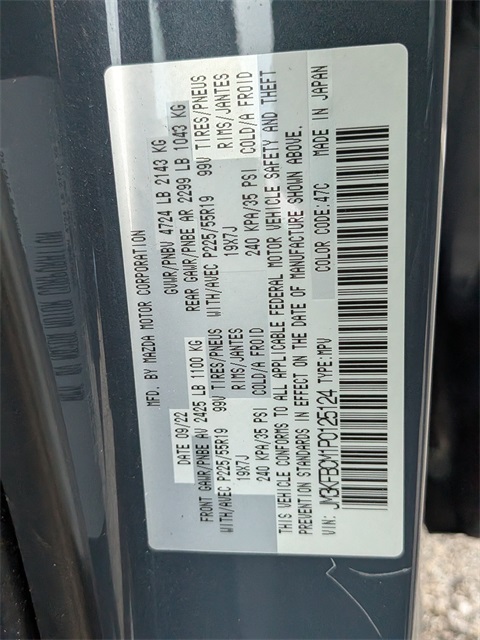 MFD. BY MAZDA MOTOR CORPORATION
DATE 09/22 GVWR/PNBV 4724 LB 2143 KG
FRONT GAWR/PNBE AV 2425 LB 1100 KG REAR GAWR/PNBE AR 2299 LB 1043 KG
WITH/AVEC P225/55R19 99V TIRES/PNEUS WITH/AVEC P225/55R19 99V TIRES/PNEUS
19X7J RIMS/JANTES 19X7J RIMS/JANTES
240 KPA/35 PSI COLD/A FROID 240 KPA/35 PSI COLD/A FROID
THIS VEHICLE CONFORMS TO ALL APPLICABLE FEDERAL MOTOR VEHICLE SAFETY AND THEFT
PREVENTION STANDARDS IN EFFECT ON THE DATE OF MANUFACTURE SHOWN ABOVE.
VIN: JM3KFBCM1P0125124 TYPE:MPV COLOR CODE:47C MADE IN JAPAN